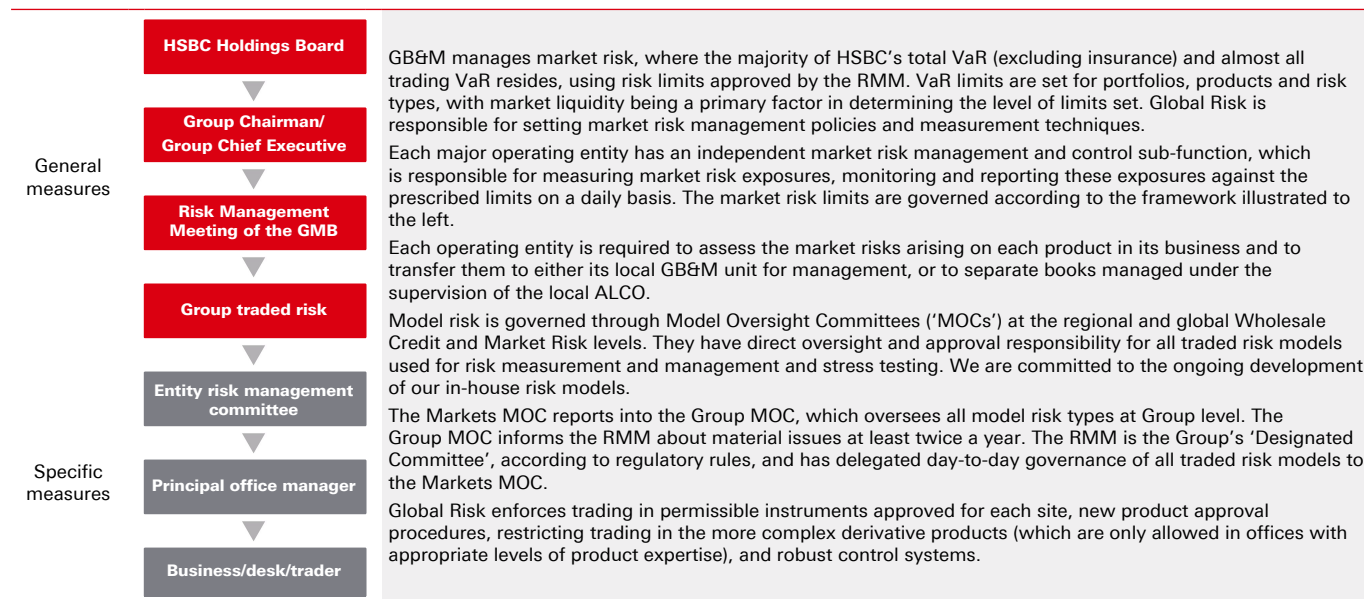 General
measures
Specific
measures
HSBC Holdings Board
Group Chairman/
Group Chief Executive
Risk Management
Meeting of the GMB
Group traded risk
Entity risk management
committee
Principal office manager
Business/desk/trader
GB&M manages market risk, where the majority of HSBC's total VaR (excluding insurance) and almost all
trading VaR resides, using risk limits approved by the RMM. VaR limits are set for portfolios, products and risk
types, with market liquidity being a primary factor in determining the level of limits set. Global Risk is
responsible for setting market risk management policies and measurement techniques.
Each major operating entity has an independent market risk management and control sub-function, which
is responsible for measuring market risk exposures, monitoring and reporting these exposures against the
prescribed limits on a daily basis. The market risk limits are governed according to the framework illustrated to
the left.
Each operating entity is required to assess the market risks arising on each product in its business and to
transfer them to either its local GB&M unit for management, or to separate books managed under the
supervision of the local ALCO.
Model risk is governed through Model Oversight Committees ('MOCs') at the regional and global Wholesale
Credit and Market Risk levels. They have direct oversight and approval responsibility for all traded risk models
used for risk measurement and management and stress testing. We are committed to the ongoing development
of our in-house risk models.
The Markets MOC reports into the Group MOC, which oversees all model risk types at Group level. The
Group MOC informs the RMM about material issues at least twice a year. The RMM is the Group's 'Designated
Committee', according to regulatory rules, and has delegated day-to-day governance of all traded risk models to
the Markets MOC.
Global Risk enforces trading in permissible instruments approved for each site, new product approval
procedures, restricting trading in the more complex derivative products (which are only allowed in offices with
appropriate levels of product expertise), and robust control systems.